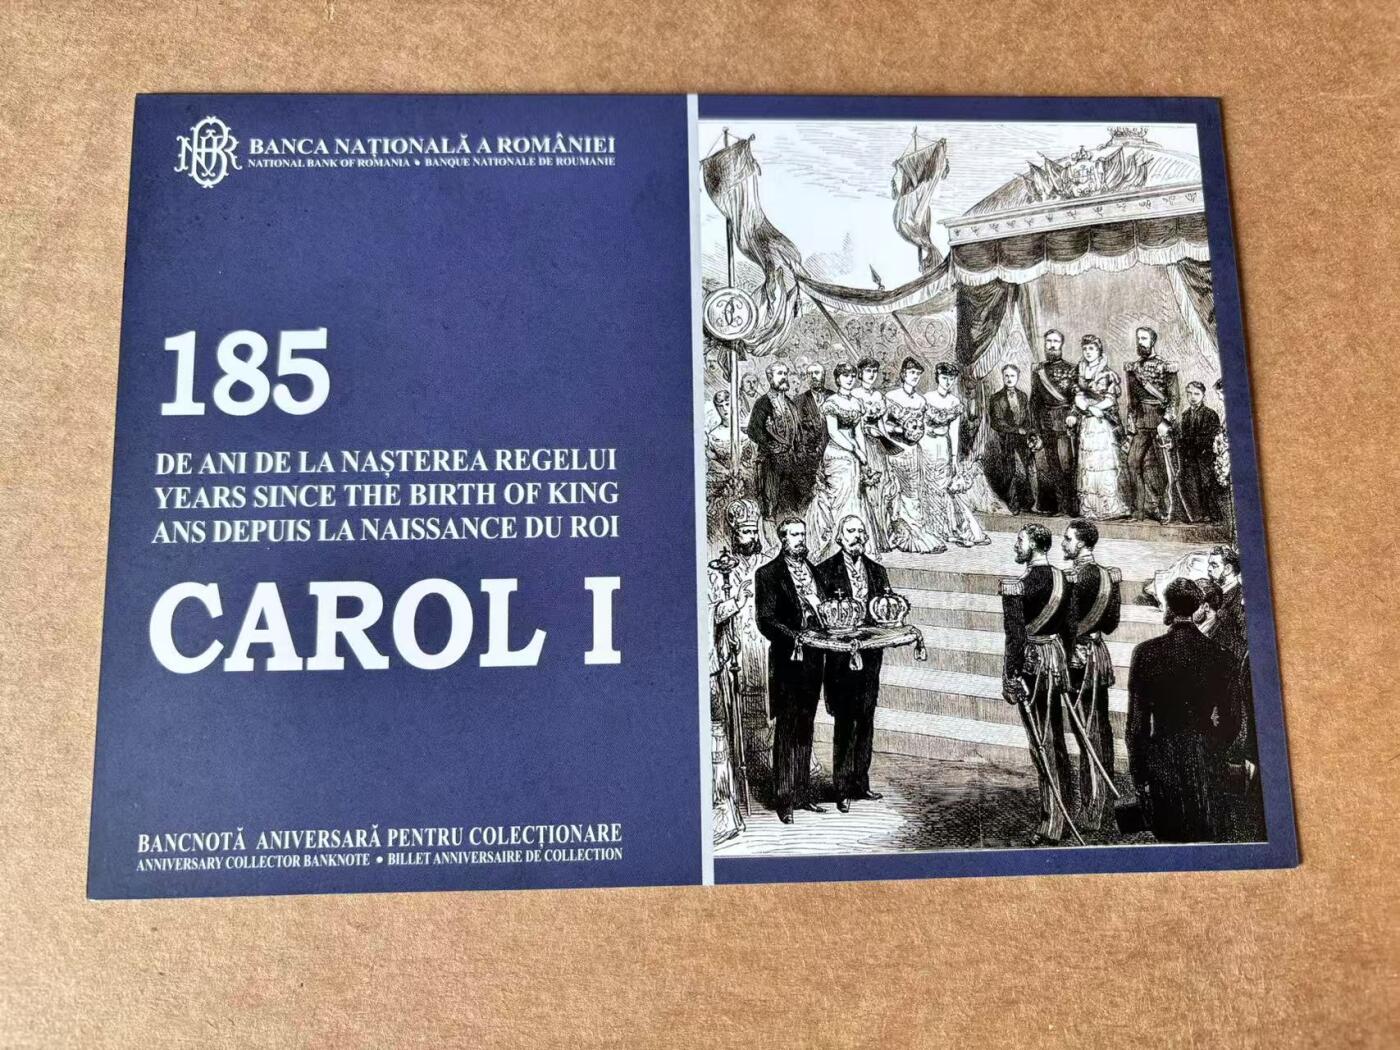 BANCA NAȚIONALĂ A ROMÂNIEI
NATIONAL BANK OF ROMANIA ● BANQUE NATIONALE DE ROUMANIE
185
DE ANI DE LA NAȘTEREA REGELUI
YEARS SINCE THE BIRTH OF KING
ANS DEPUIS LA NAISSANCE DU ROI
CAROL I
BANCNOTĂ ANIVERSARĂ PENTRU COLECȚIONARE
ANNIVERSARY COLLECTOR BANKNOTE ● BILLET ANNIVERSAIRE DE COLLECTION